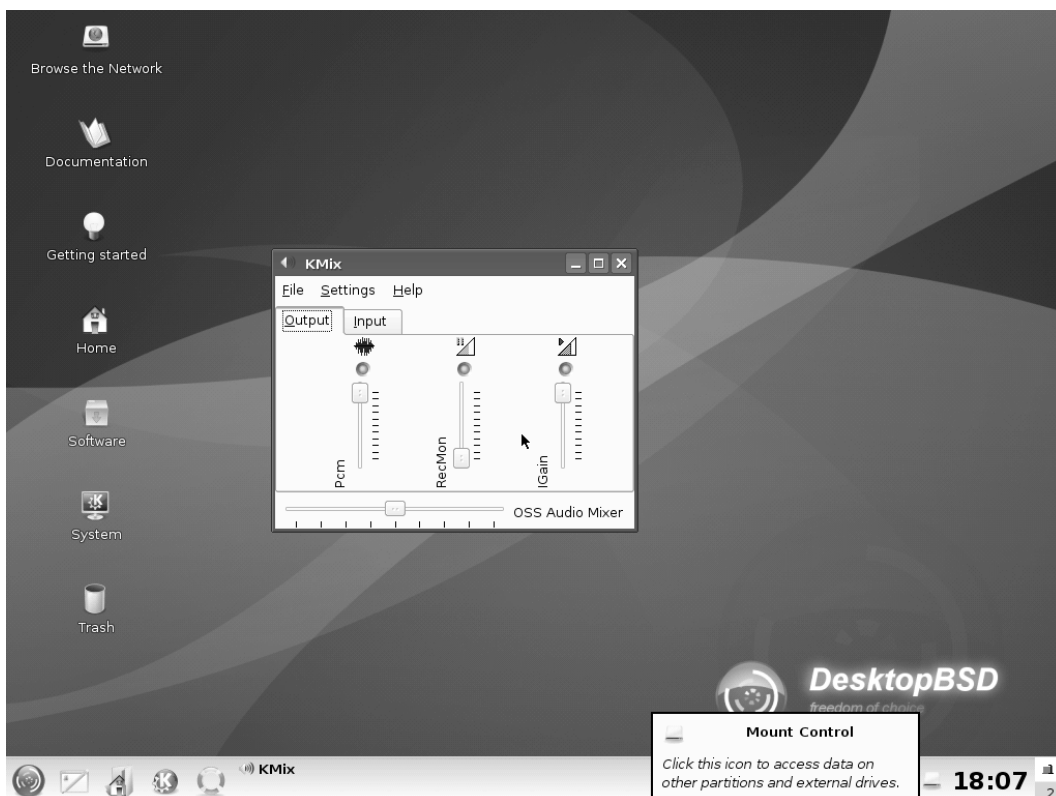 Browse the Network
Documentation
Getting started
Home
Software
System
Trash
KMix
File Settings Help
Output Input
Pcm
RecMon
IGain
OSS Audio Mixer
DesktopBSD
freedom of choice
Mount Control
Click this icon to access data on
other partitions and external drives.
KMix
18:07
1
2